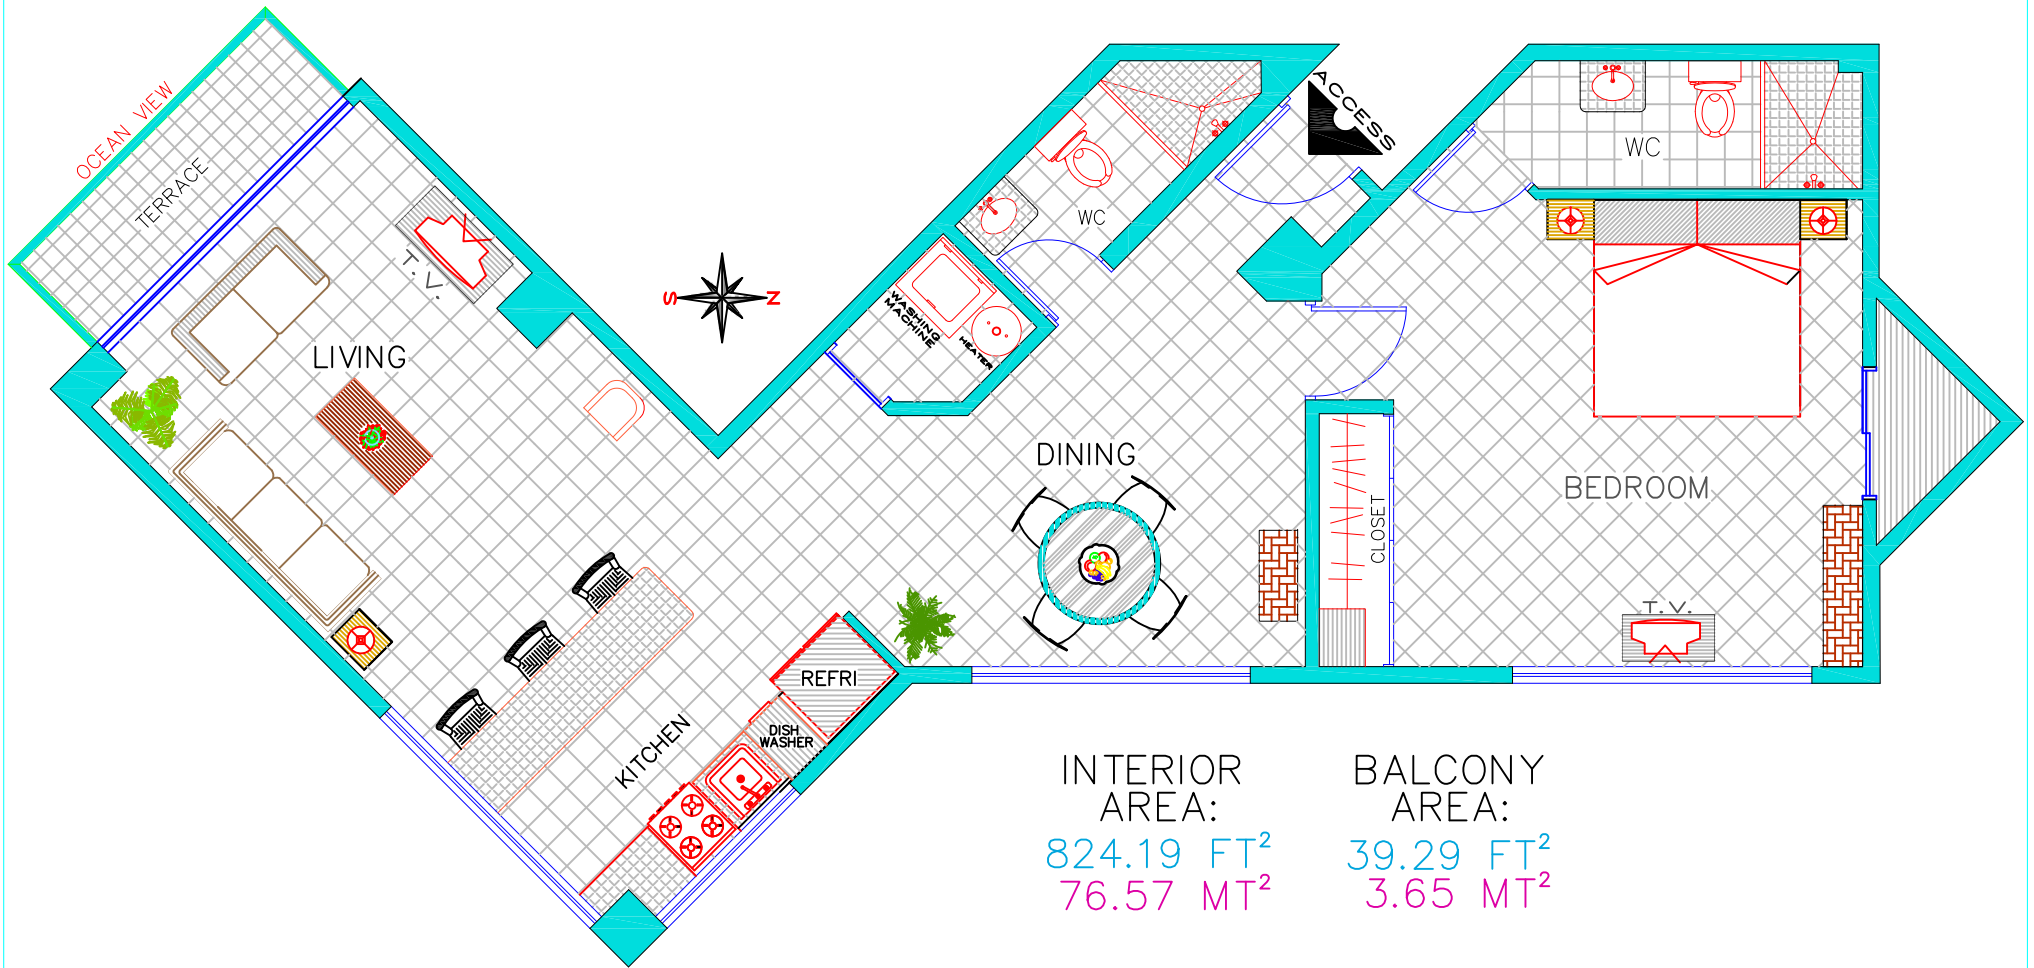 OCEAN VIEW
TERRACE
T.V.
LIVING
S
N
ACCESS
WC
WC
WASHING
MACHINE
HEATER
DINING
CLOSET
BEDROOM
T.V.
KITCHEN
REFRI
DISH
WASHER
INTERIOR
AREA:
824.19 FT²
76.57 MT²
BALCONY
AREA:
39.29 FT²
3.65 MT²